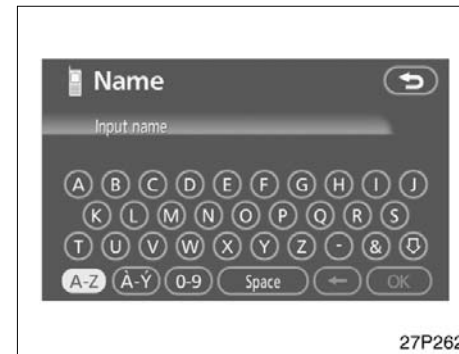 Name
Input name
A B C D E F G H I J
K L M N O P Q R S
T U V W X Y Z - &
A-Z À-Ý 0-9 Space ← OK
27P262